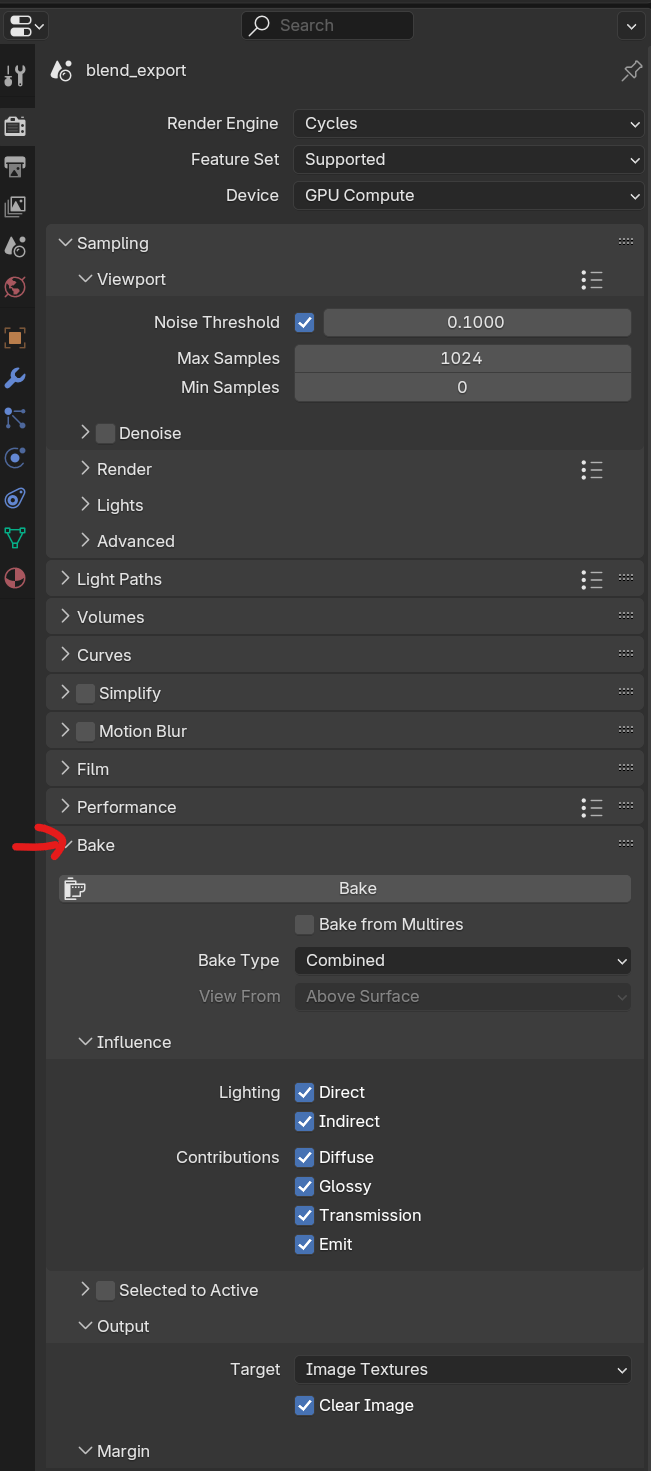 Search
blend_export
Render Engine Cycles
Feature Set Supported
Device GPU Compute
Sampling
Viewport
Noise Threshold 0.1000
Max Samples 1024
Min Samples 0
Denoise
Render
Lights
Advanced
Light Paths
Volumes
Curves
Simplify
Motion Blur
Film
Performance
Bake
Bake
Bake from Multires
Bake Type Combined
View From Above Surface
Influence
Lighting Direct
Indirect
Contributions Diffuse
Glossy
Transmission
Emit
Selected to Active
Output
Target Image Textures
Clear Image
Margin